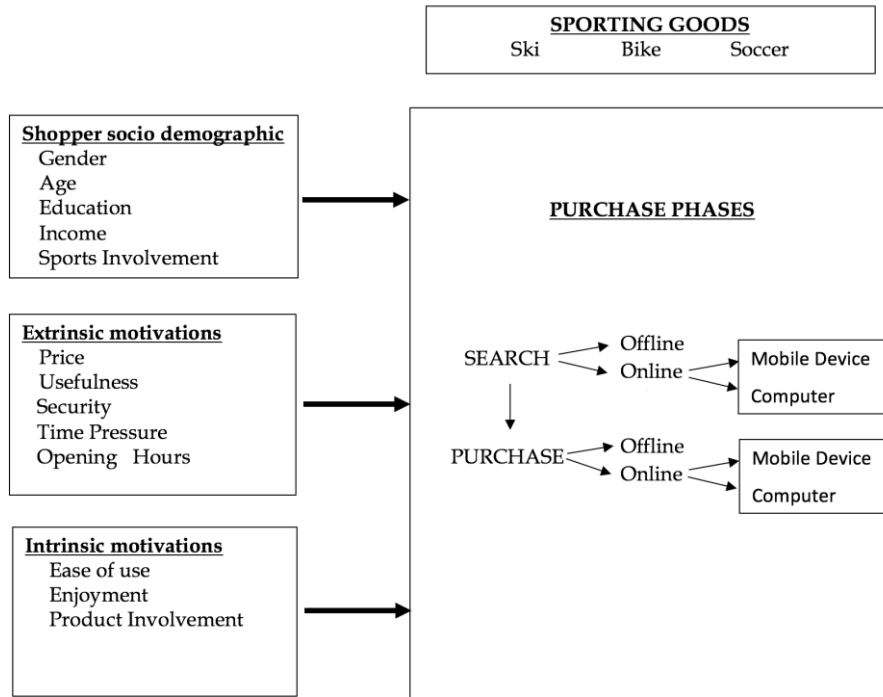 SPORTING GOODS
Ski Bike Soccer
Shopper socio demographic
Gender
Age
Education
Income
Sports Involvement
Extrinsic motivations
Price
Usefulness
Security
Time Pressure
Opening Hours
Intrinsic motivations
Ease of use
Enjoyment
Product Involvement
PURCHASE PHASES
SEARCH
Offline
Online
Mobile Device
Computer
PURCHASE
Offline
Online
Mobile Device
Computer